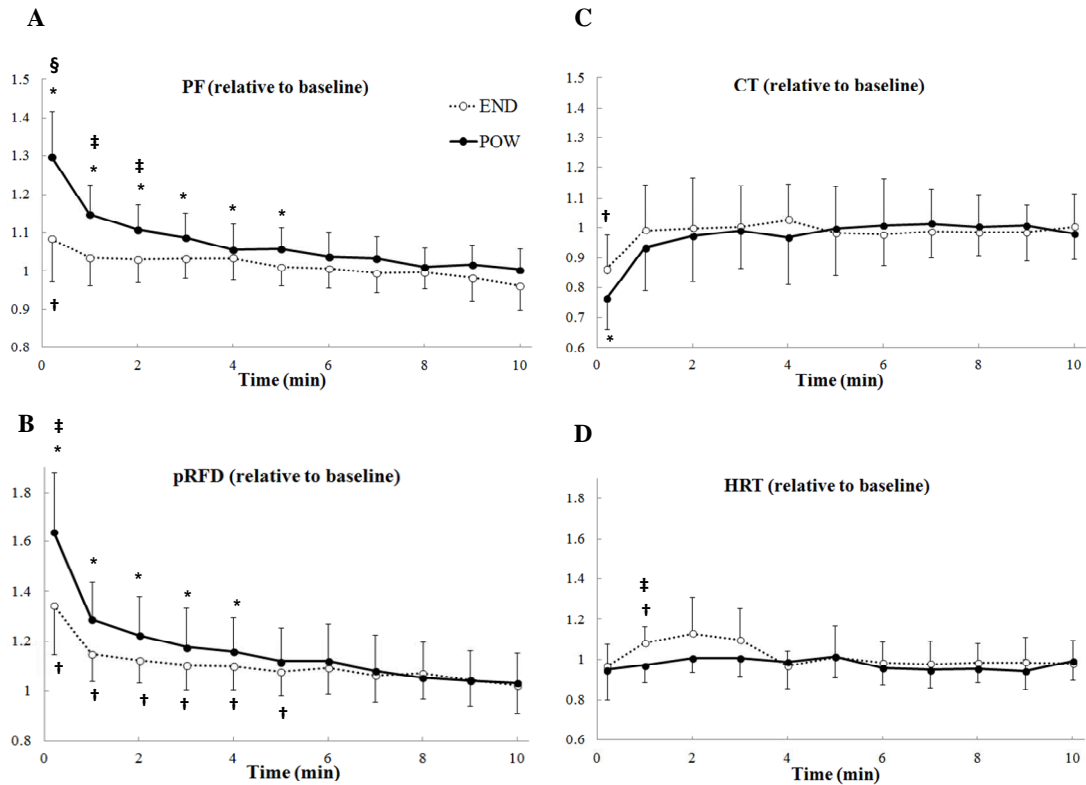 A
§
*
PF (relative to baseline)
END
POW
‡ ‡
* * * * *
†
1.5
1.4
1.3
1.2
1.1
1
0.9
0.8
0 2 4 6 8 10
Time (min)
B
‡
*
pRFD (relative to baseline)
* * * *
† † † † † †
1.8
1.6
1.4
1.2
1
0.8
0 2 4 6 8 10
Time (min)
C
CT (relative to baseline)
†
*
1.5
1.4
1.3
1.2
1.1
1
0.9
0.8
0.7
0.6
0 2 4 6 8 10
Time (min)
D
HRT (relative to baseline)
‡
†
1.8
1.6
1.4
1.2
1
0.8
0.6
0 2 4 6 8 10
Time (min)